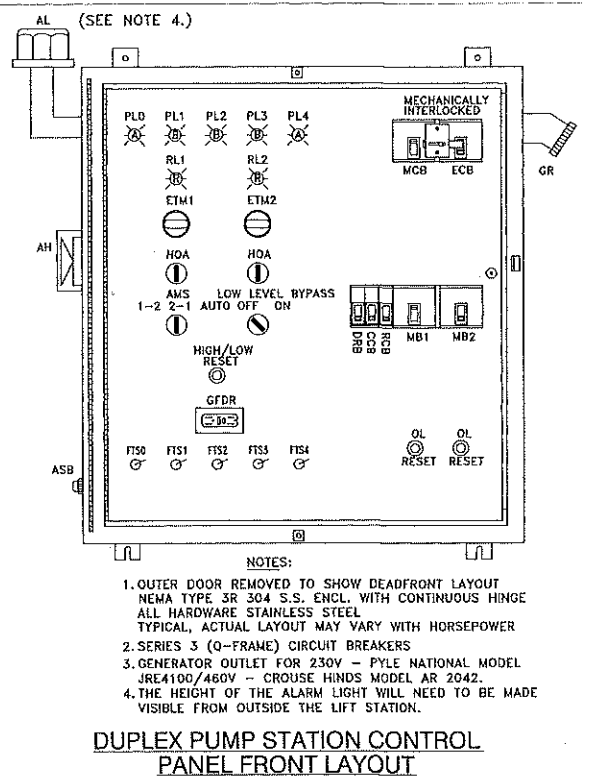 AL (SEE NOTE 4.)
PL0 PL1 PL2 PL3 PL4
A B B B A
MECHANICALLY
INTERLOCKED
MCB ECB
GR
RL1 RL2
R R
ETM1 ETM2
AH
HOA HOA
AMS LOW LEVEL BYPASS
1-2 2-1 AUTO OFF ON
DRB CCB RCB MB1 MB2
HIGH/LOW
RESET
GFDR
FTS0 FTS1 FTS2 FTS3 FTS4
OL OL
RESET RESET
ASB
NOTES:
1. OUTER DOOR REMOVED TO SHOW DEADFRONT LAYOUT
NEMA TYPE 3R 304 S.S. ENCL. WITH CONTINUOUS HINGE
ALL HARDWARE STAINLESS STEEL
TYPICAL, ACTUAL LAYOUT MAY VARY WITH HORSEPOWER
2. SERIES 3 (Q-FRAME) CIRCUIT BREAKERS
3. GENERATOR OUTLET FOR 230V - PYLE NATIONAL MODEL
JRE4100/460V - CROUSE HINDS MODEL AR 2042.
4. THE HEIGHT OF THE ALARM LIGHT WILL NEED TO BE MADE
VISIBLE FROM OUTSIDE THE LIFT STATION.
DUPLEX PUMP STATION CONTROL
PANEL FRONT LAYOUT